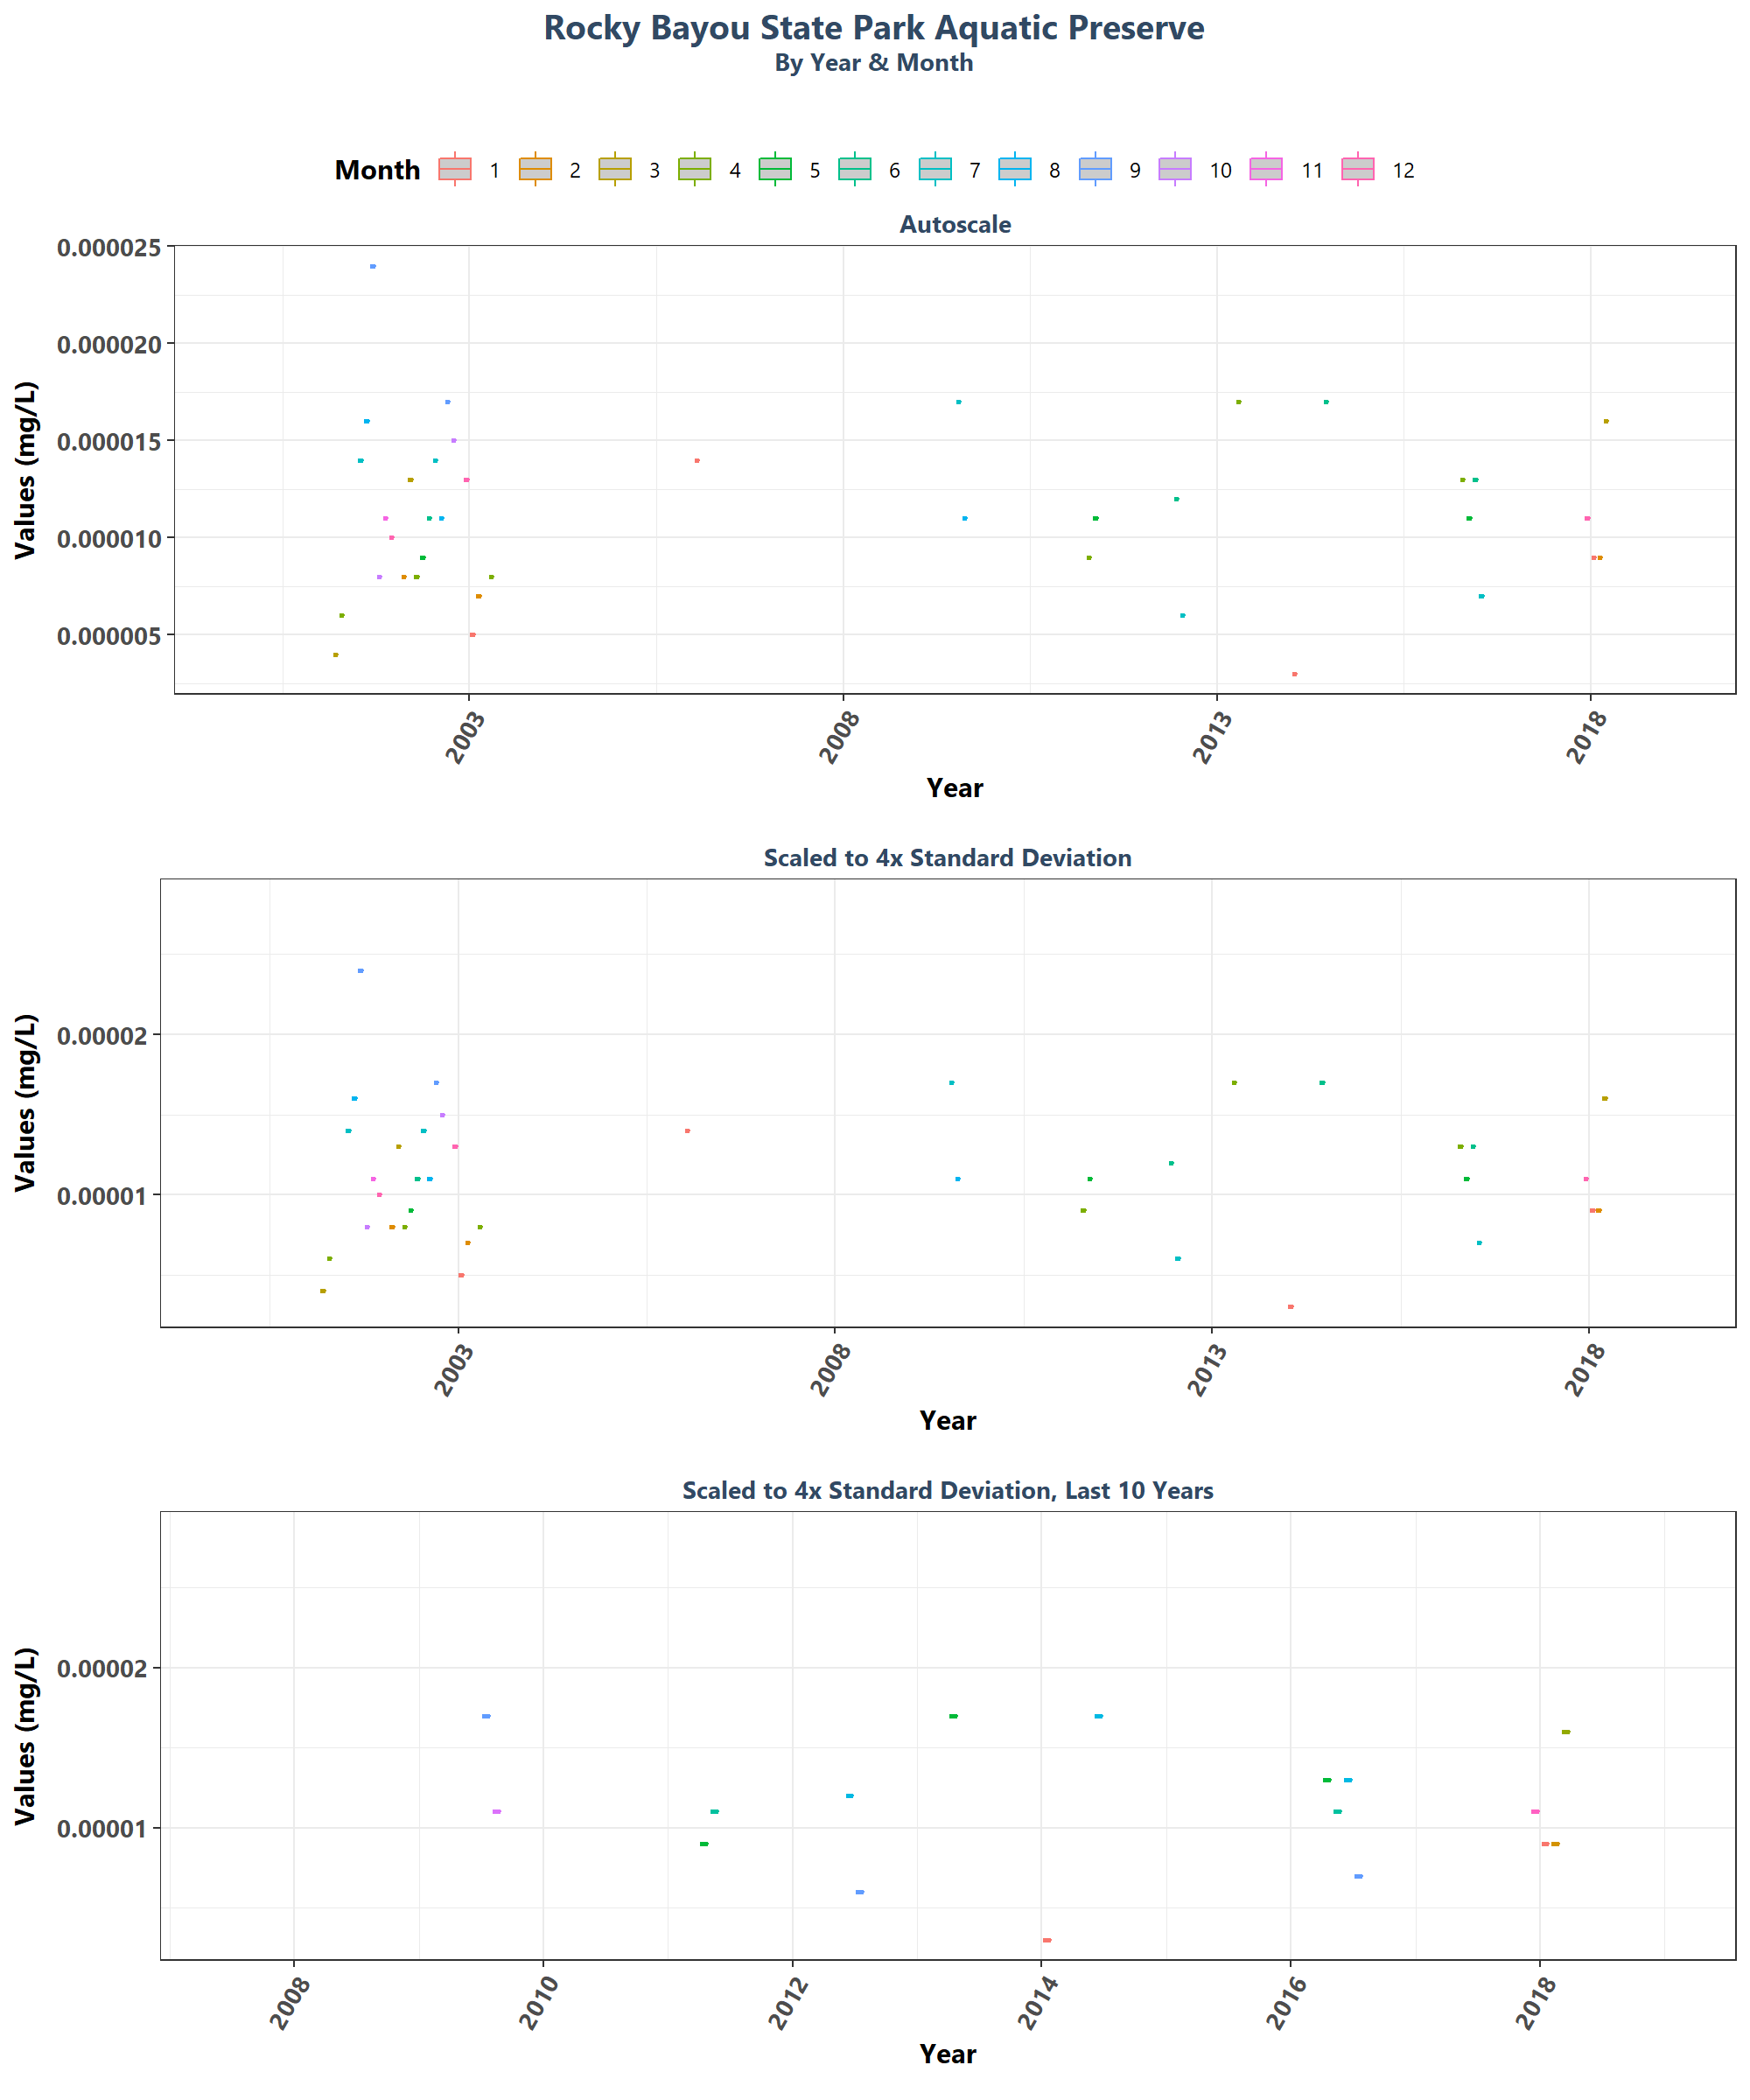 Rocky Bayou State Park Aquatic Preserve
By Year & Month
Month 1 2 3 4 5 6 7 8 9 10 11 12
Autoscale
Values (mg/L)
0.000025
0.000020
0.000015
0.000010
0.000005
2003 2008 2013 2018
Year
Scaled to 4x Standard Deviation
Values (mg/L)
0.00002
0.00001
2003 2008 2013 2018
Year
Scaled to 4x Standard Deviation, Last 10 Years
Values (mg/L)
0.00002
0.00001
2008 2010 2012 2014 2016 2018
Year